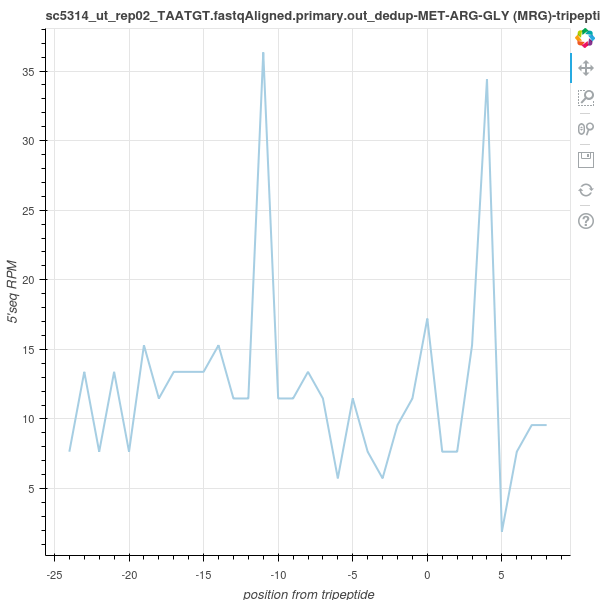 sc5314_ut_rep02_TAATGT.fastqAligned.primary.out_dedup-MET-ARG-GLY (MRG)-tripepti
35
30
25
20
15
10
5
5'seq RPM
-25 -20 -15 -10 -5 0 5
position from tripeptide